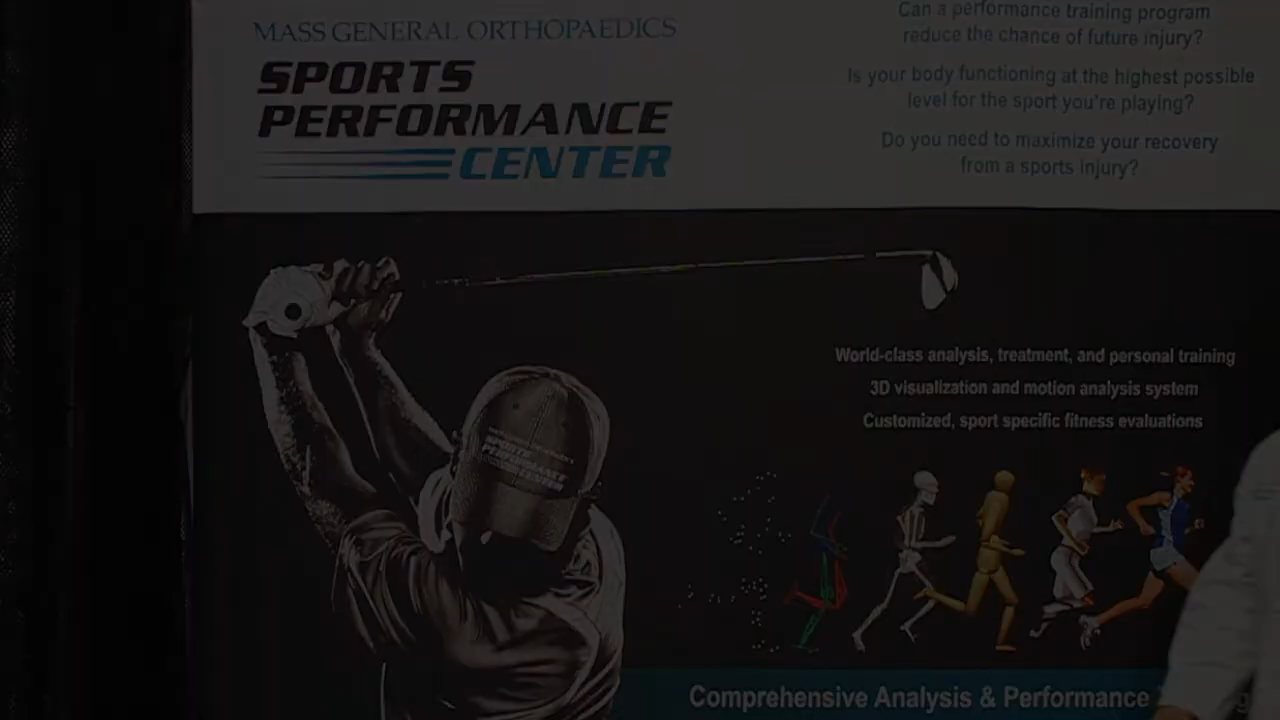 MASS GENERAL ORTHOPAEDICS
SPORTS
PERFORMANCE
CENTER
Can a performance training program
reduce the chance of future injury?
Is your body functioning at the highest possible
level for the sport you're playing?
Do you need to maximize your recovery
from a sports injury?
World-class analysis, treatment, and personal training
3D visualization and motion analysis system
Customized, sport specific fitness evaluations
SPORTS
PERFORMANCE
CENTER
Comprehensive Analysis & Performance